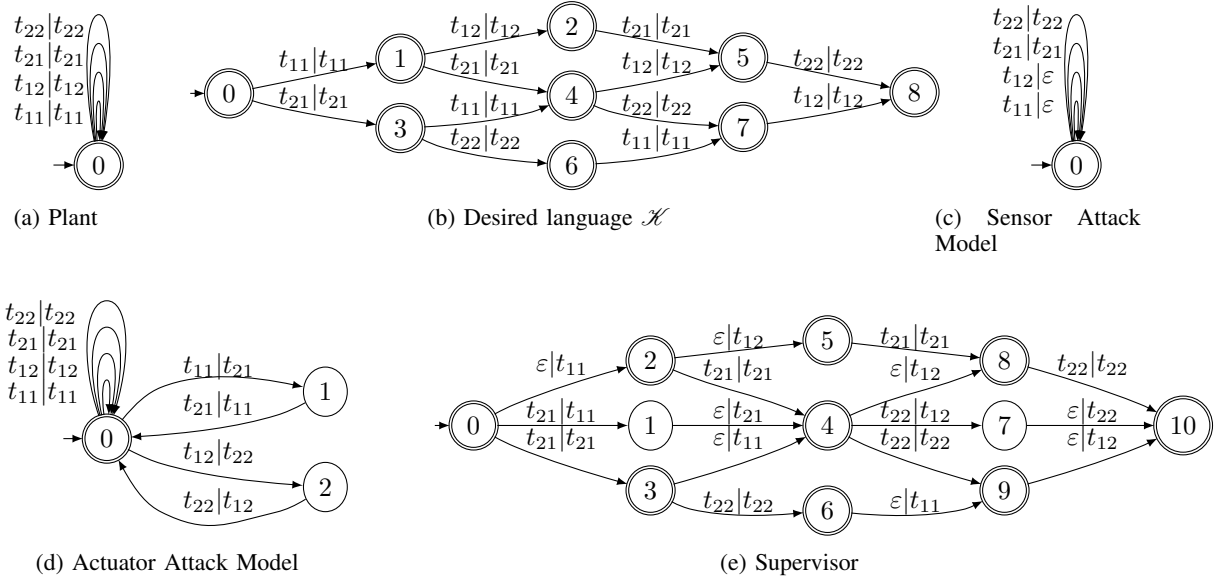 t22|t22
t21|t21
t12|t12
t11|t11
0
(a) Plant
0
t11|t11
t21|t21
1
3
t12|t12
t21|t21
t11|t11
t22|t22
2
4
6
t21|t21
t12|t12
t22|t22
t11|t11
5
7
t22|t22
t12|t12
8
(b) Desired language 𝒦
t22|t22
t21|t21
t12|ε
t11|ε
0
(c) Sensor Attack
Model
t22|t22
t21|t21
t12|t12
t11|t11
0
t11|t21
t21|t11
1
t12|t22
t22|t12
2
(d) Actuator Attack Model
0
ε|t11
t21|t11
t21|t21
2
1
3
ε|t12
t21|t21
ε|t21
ε|t11
t22|t22
5
4
6
t21|t21
ε|t12
t22|t12
t22|t22
ε|t11
8
7
9
t22|t22
ε|t22
ε|t12
10
(e) Supervisor